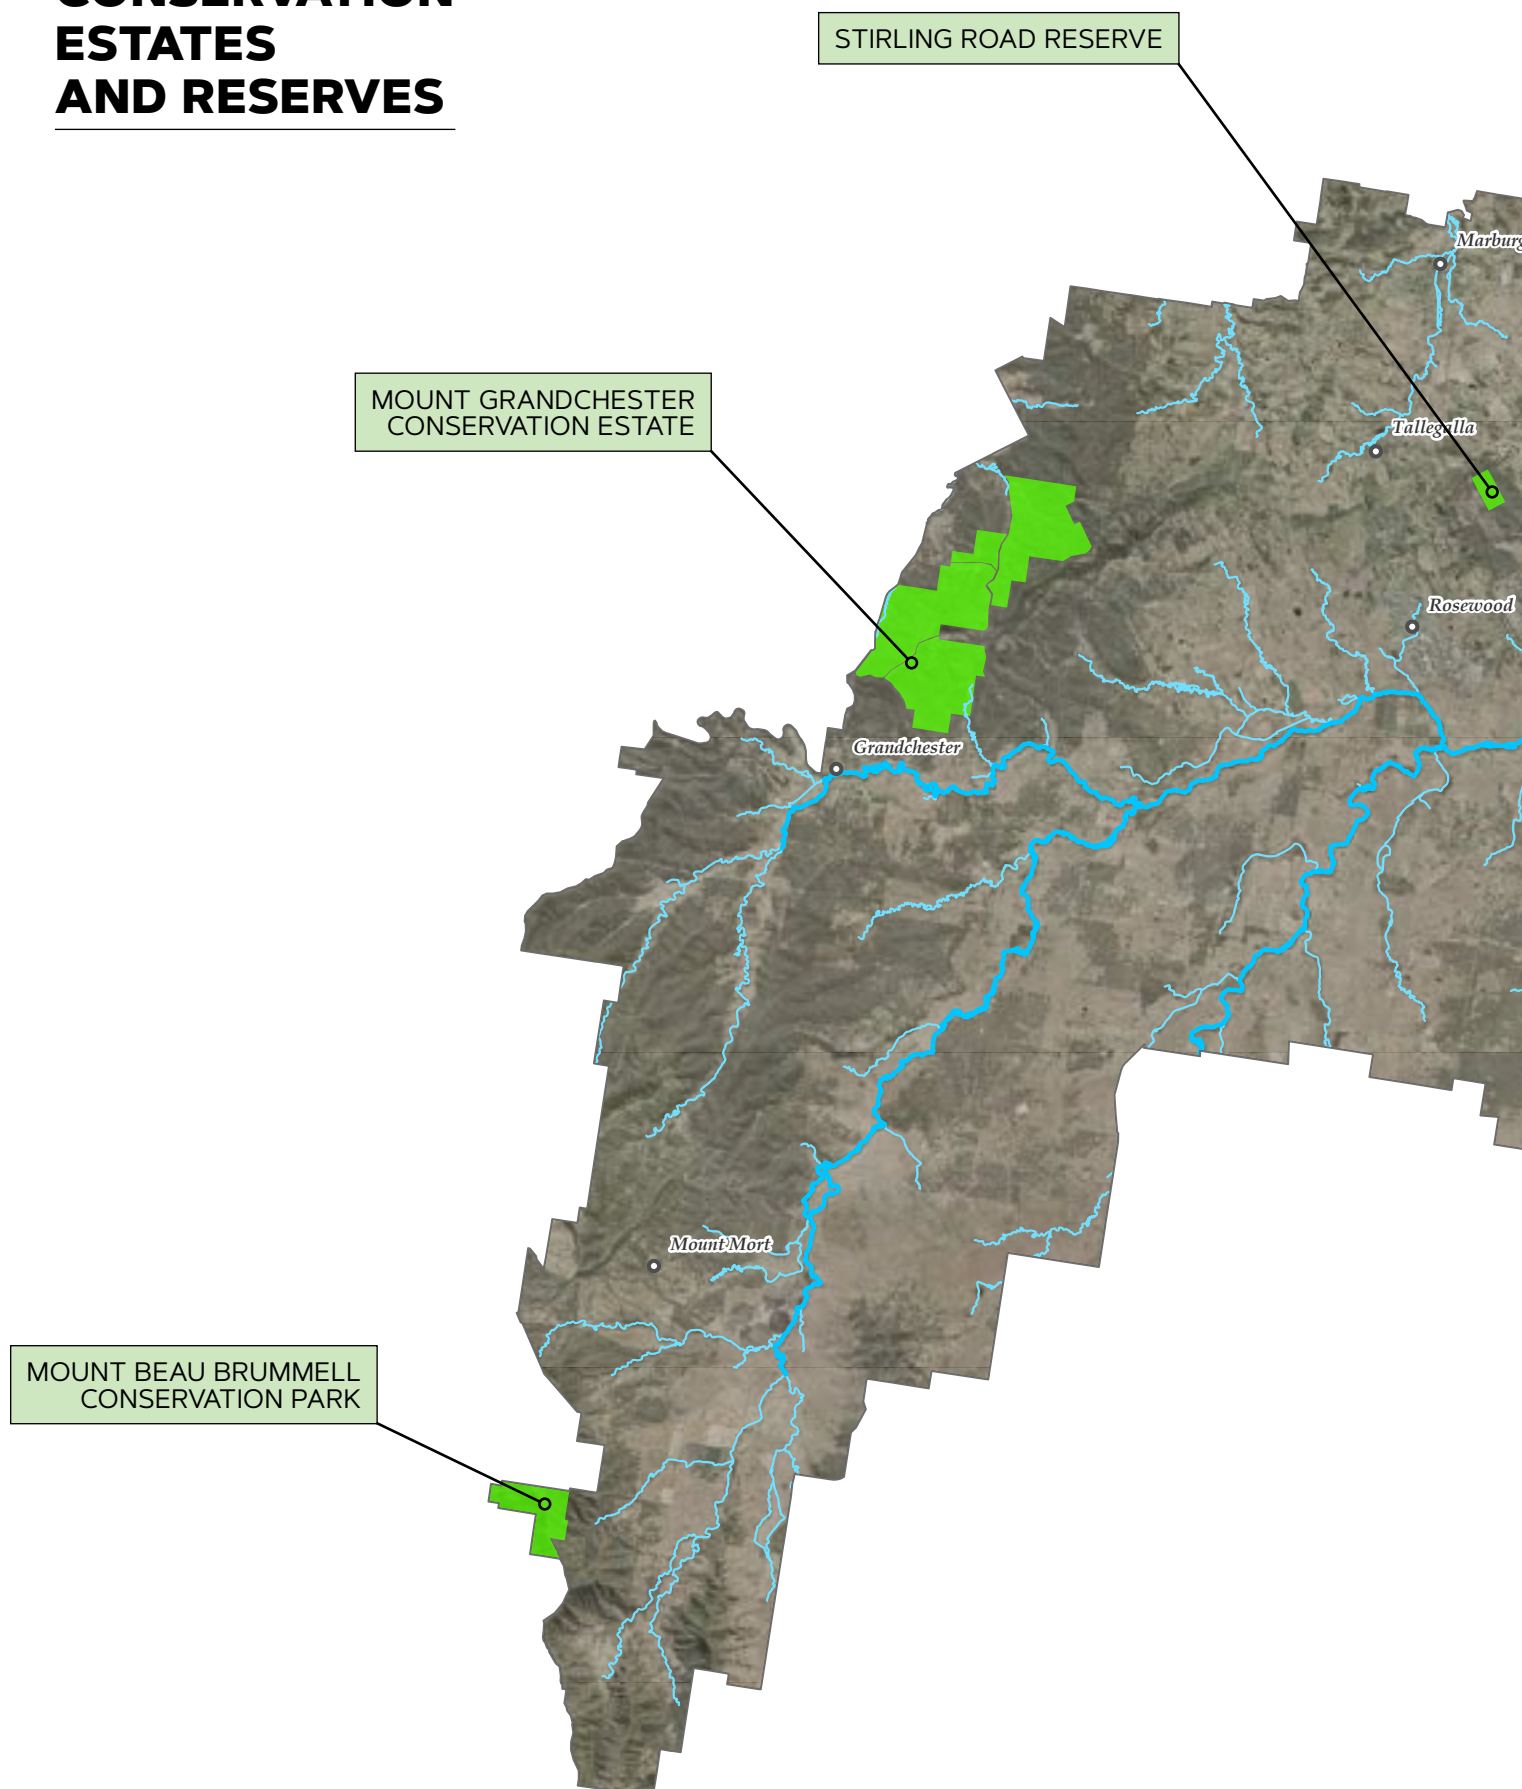 CONSERVATION
ESTATES
AND RESERVES
STIRLING ROAD RESERVE
Marburg
MOUNT GRANDCHESTER
CONSERVATION ESTATE
Tallegalla
Rosewood
Grandchester
Mount Mort
MOUNT BEAU BRUMMELL
CONSERVATION PARK